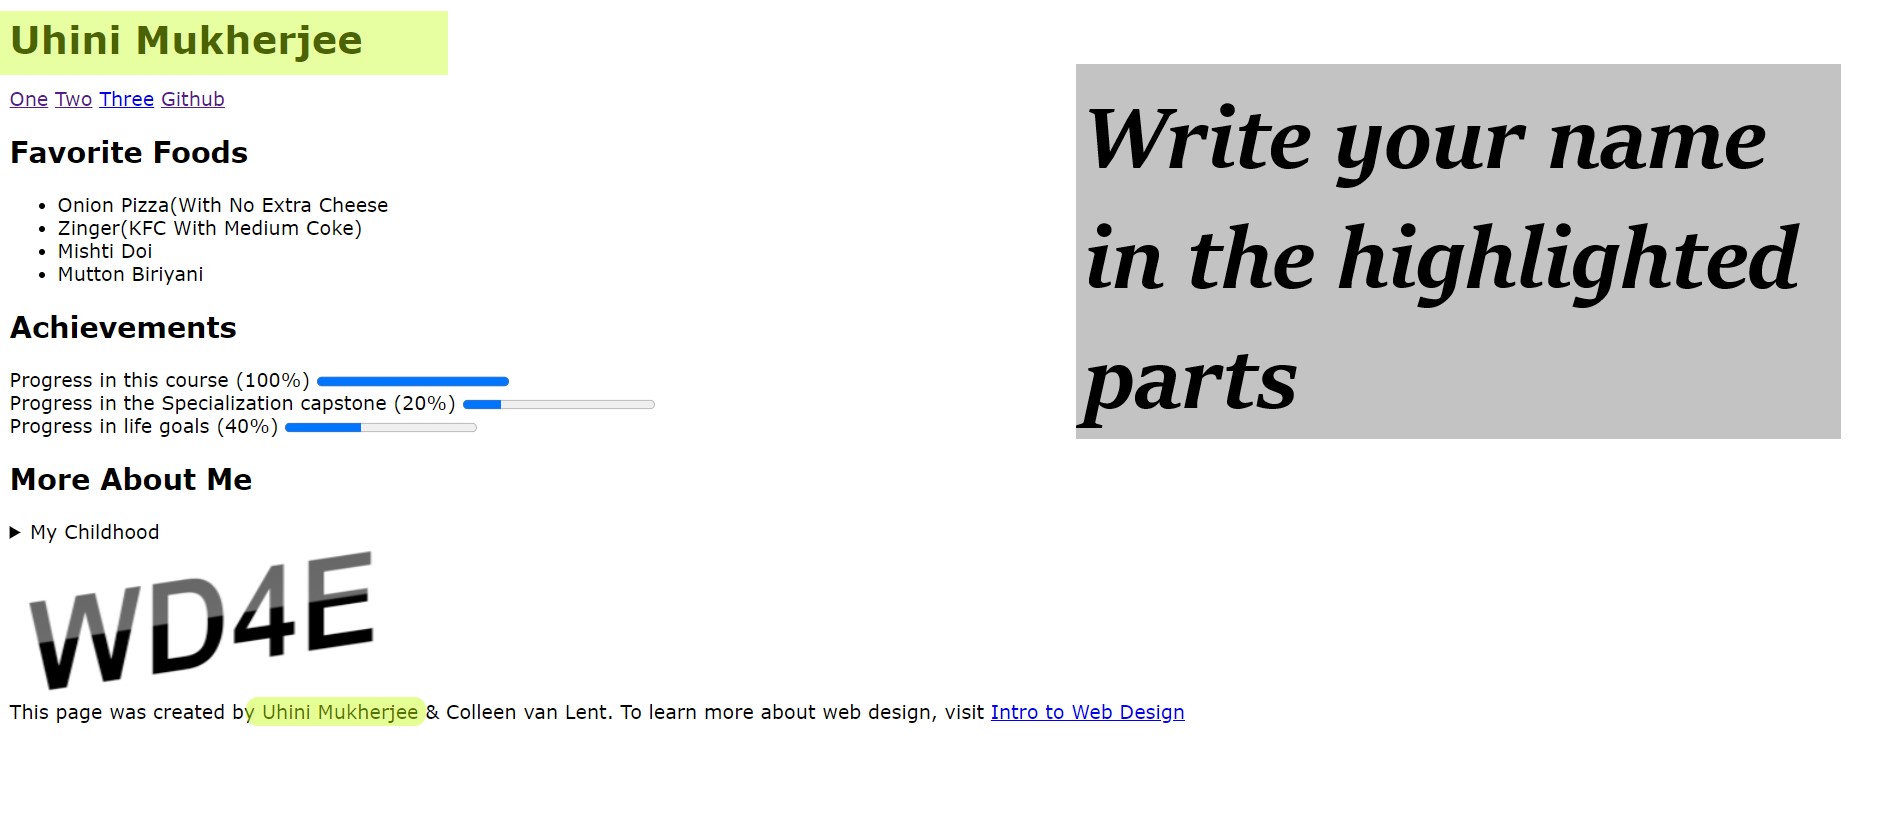 Uhini Mukherjee
One Two Three Github
Favorite Foods
Onion Pizza(With No Extra Cheese
Zinger(KFC With Medium Coke)
Mishti Doi
Mutton Biriyani
Achievements
Progress in this course (100%)
Progress in the Specialization capstone (20%)
Progress in life goals (40%)
More About Me
My Childhood
WD4E
This page was created by Uhini Mukherjee & Colleen van Lent. To learn more about web design, visit Intro to Web Design
Write your name
in the highlighted
parts